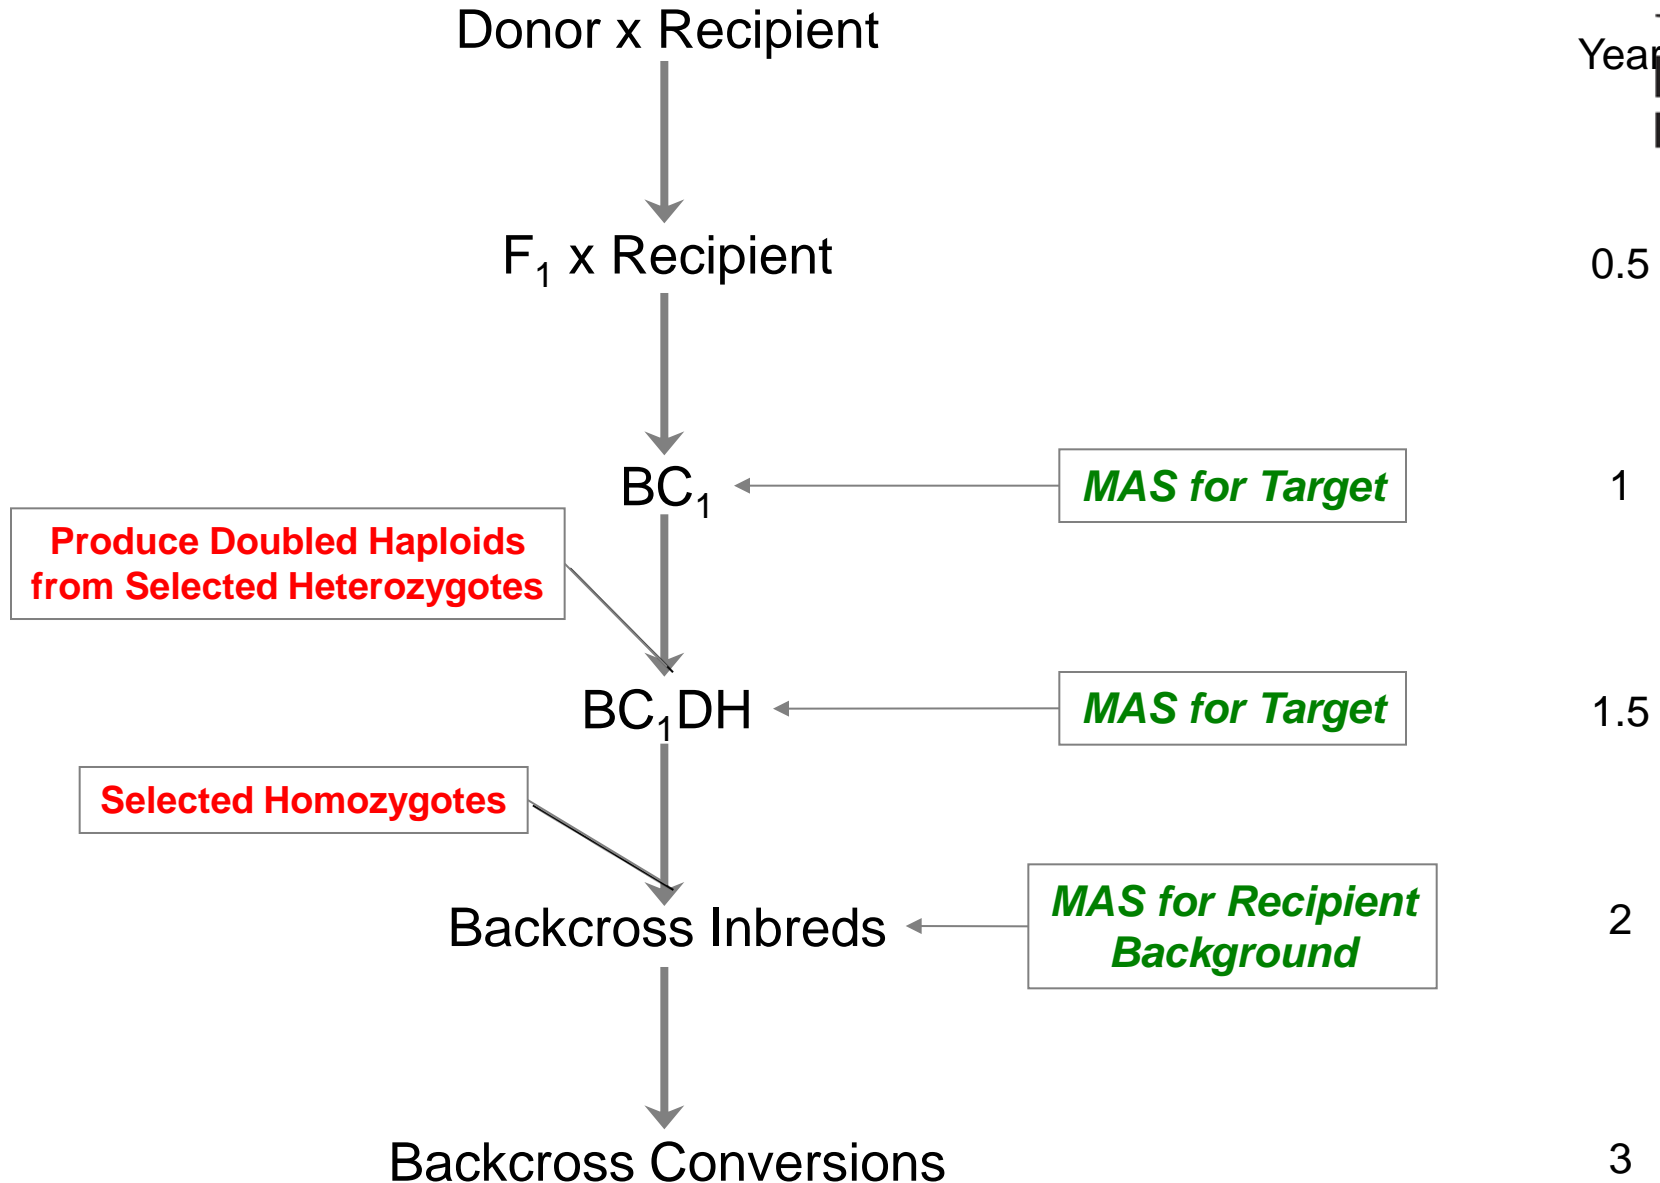 Donor x Recipient
Year
F₁ x Recipient
0.5
BC₁
MAS for Target
1
Produce Doubled Haploids
from Selected Heterozygotes
BC₁DH
MAS for Target
1.5
Selected Homozygotes
MAS for Recipient
Background
Backcross Inbreds
2
Backcross Conversions
3